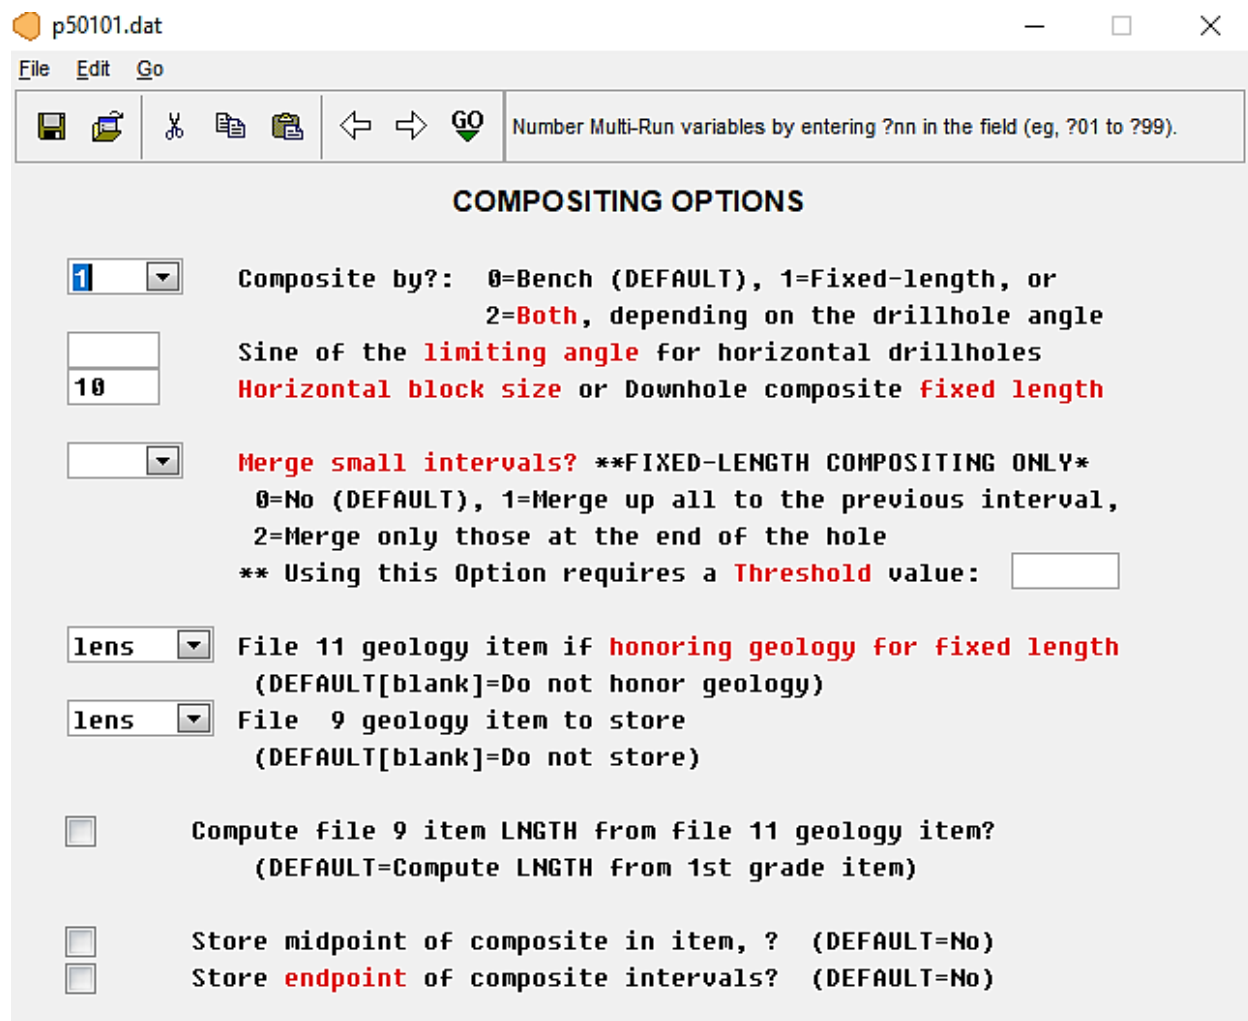 p50101.dat
File Edit Go
GO Number Multi-Run variables by entering ?nn in the field (eg, ?01 to ?99).
COMPOSITING OPTIONS
1 Composite by?: 0=Bench (DEFAULT), 1=Fixed-length, or
2=Both, depending on the drillhole angle
Sine of the limiting angle for horizontal drillholes
10 Horizontal block size or Downhole composite fixed length
Merge small intervals? **FIXED-LENGTH COMPOSITING ONLY*
0=No (DEFAULT), 1=Merge up all to the previous interval,
2=Merge only those at the end of the hole
** Using this Option requires a Threshold value:
lens File 11 geology item if honoring geology for fixed length
(DEFAULT[blank]=Do not honor geology)
lens File 9 geology item to store
(DEFAULT[blank]=Do not store)
Compute file 9 item LNGTH from file 11 geology item?
(DEFAULT=Compute LNGTH from 1st grade item)
Store midpoint of composite in item, ? (DEFAULT=No)
Store endpoint of composite intervals? (DEFAULT=No)